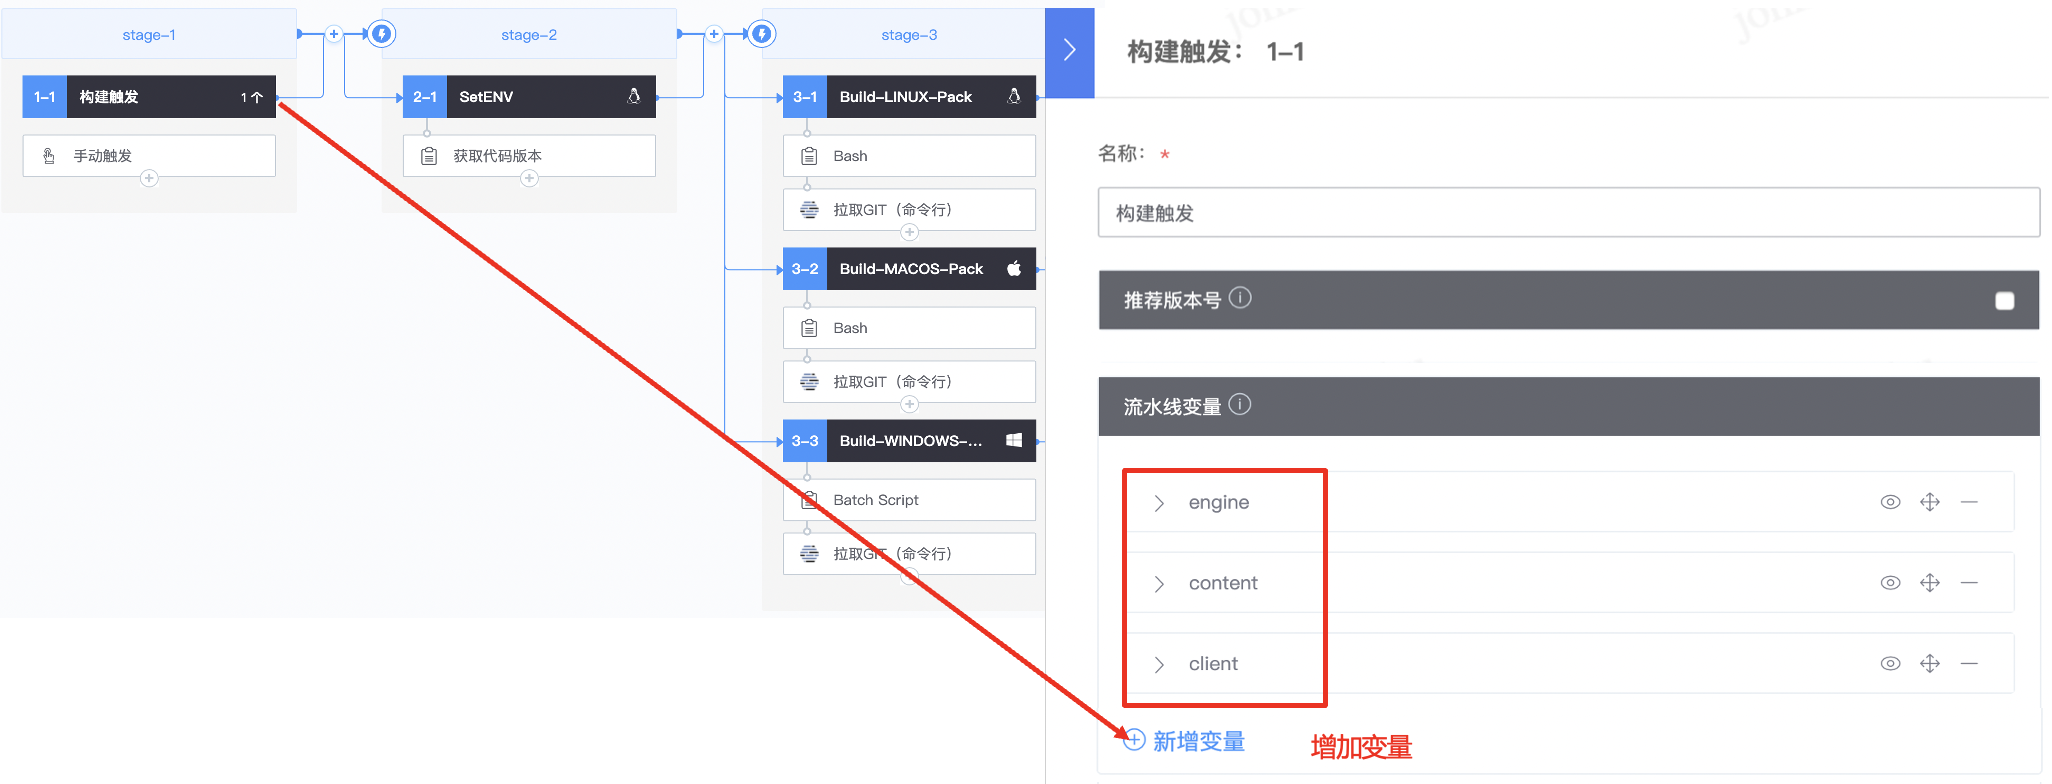 stage-1
stage-2
stage-3
1-1 构建触发 1个
手动触发
2-1 SetENV
获取代码版本
3-1 Build-LINUX-Pack
Bash
拉取GIT（命令行）
3-2 Build-MACOS-Pack
Bash
拉取GIT（命令行）
3-3 Build-WINDOWS-...
Batch Script
拉取GIT（命令行）
构建触发： 1-1
名称： *
构建触发
推荐版本号
流水线变量
engine
content
client
新增变量
增加变量